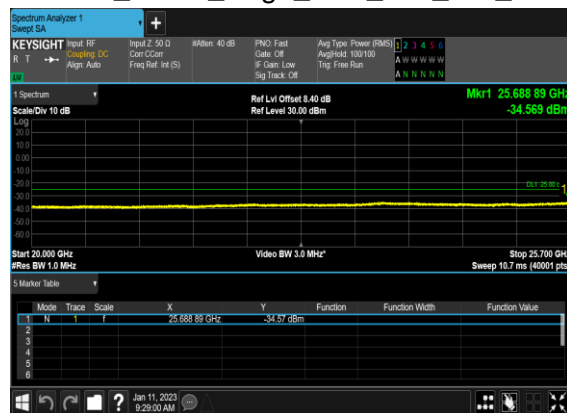 Spectrum Analyzer 1
Swept SA
KEYSIGHT
R T
Input: RF
Coupling: DC
Align: Auto
Input Z: 50 Ω
Corr CCorr
Freq Ref: Int (S)
#Atten: 40 dB
PNO: Fast
Gate: Off
IF Gain: Low
Sig Track: Off
Avg Type: Power (RMS)
Avg|Hold: 100/100
Trig: Free Run
1 2 3 4 5 6
A W W W W W
A N N N N N
1 Spectrum
Scale/Div 10 dB
Ref Lvl Offset 8.40 dB
Ref Level 30.00 dBm
Mkr1 25.688 89 GHz
-34.569 dBm
Log
20.0
10.0
0.00
-10.0
-20.0
-30.0
-40.0
-50.0
-60.0
1
Start 20.000 GHz
#Res BW 1.0 MHz
Video BW 3.0 MHz*
Stop 25.700 GHz
Sweep 10.7 ms (40001 pts)
5 Marker Table
Mode Trace Scale X Y Function Function Width Function Value
1 N 1 f 25.688 89 GHz -34.57 dBm
2
3
4
5
6
Jan 11, 2023
9:29:00 AM